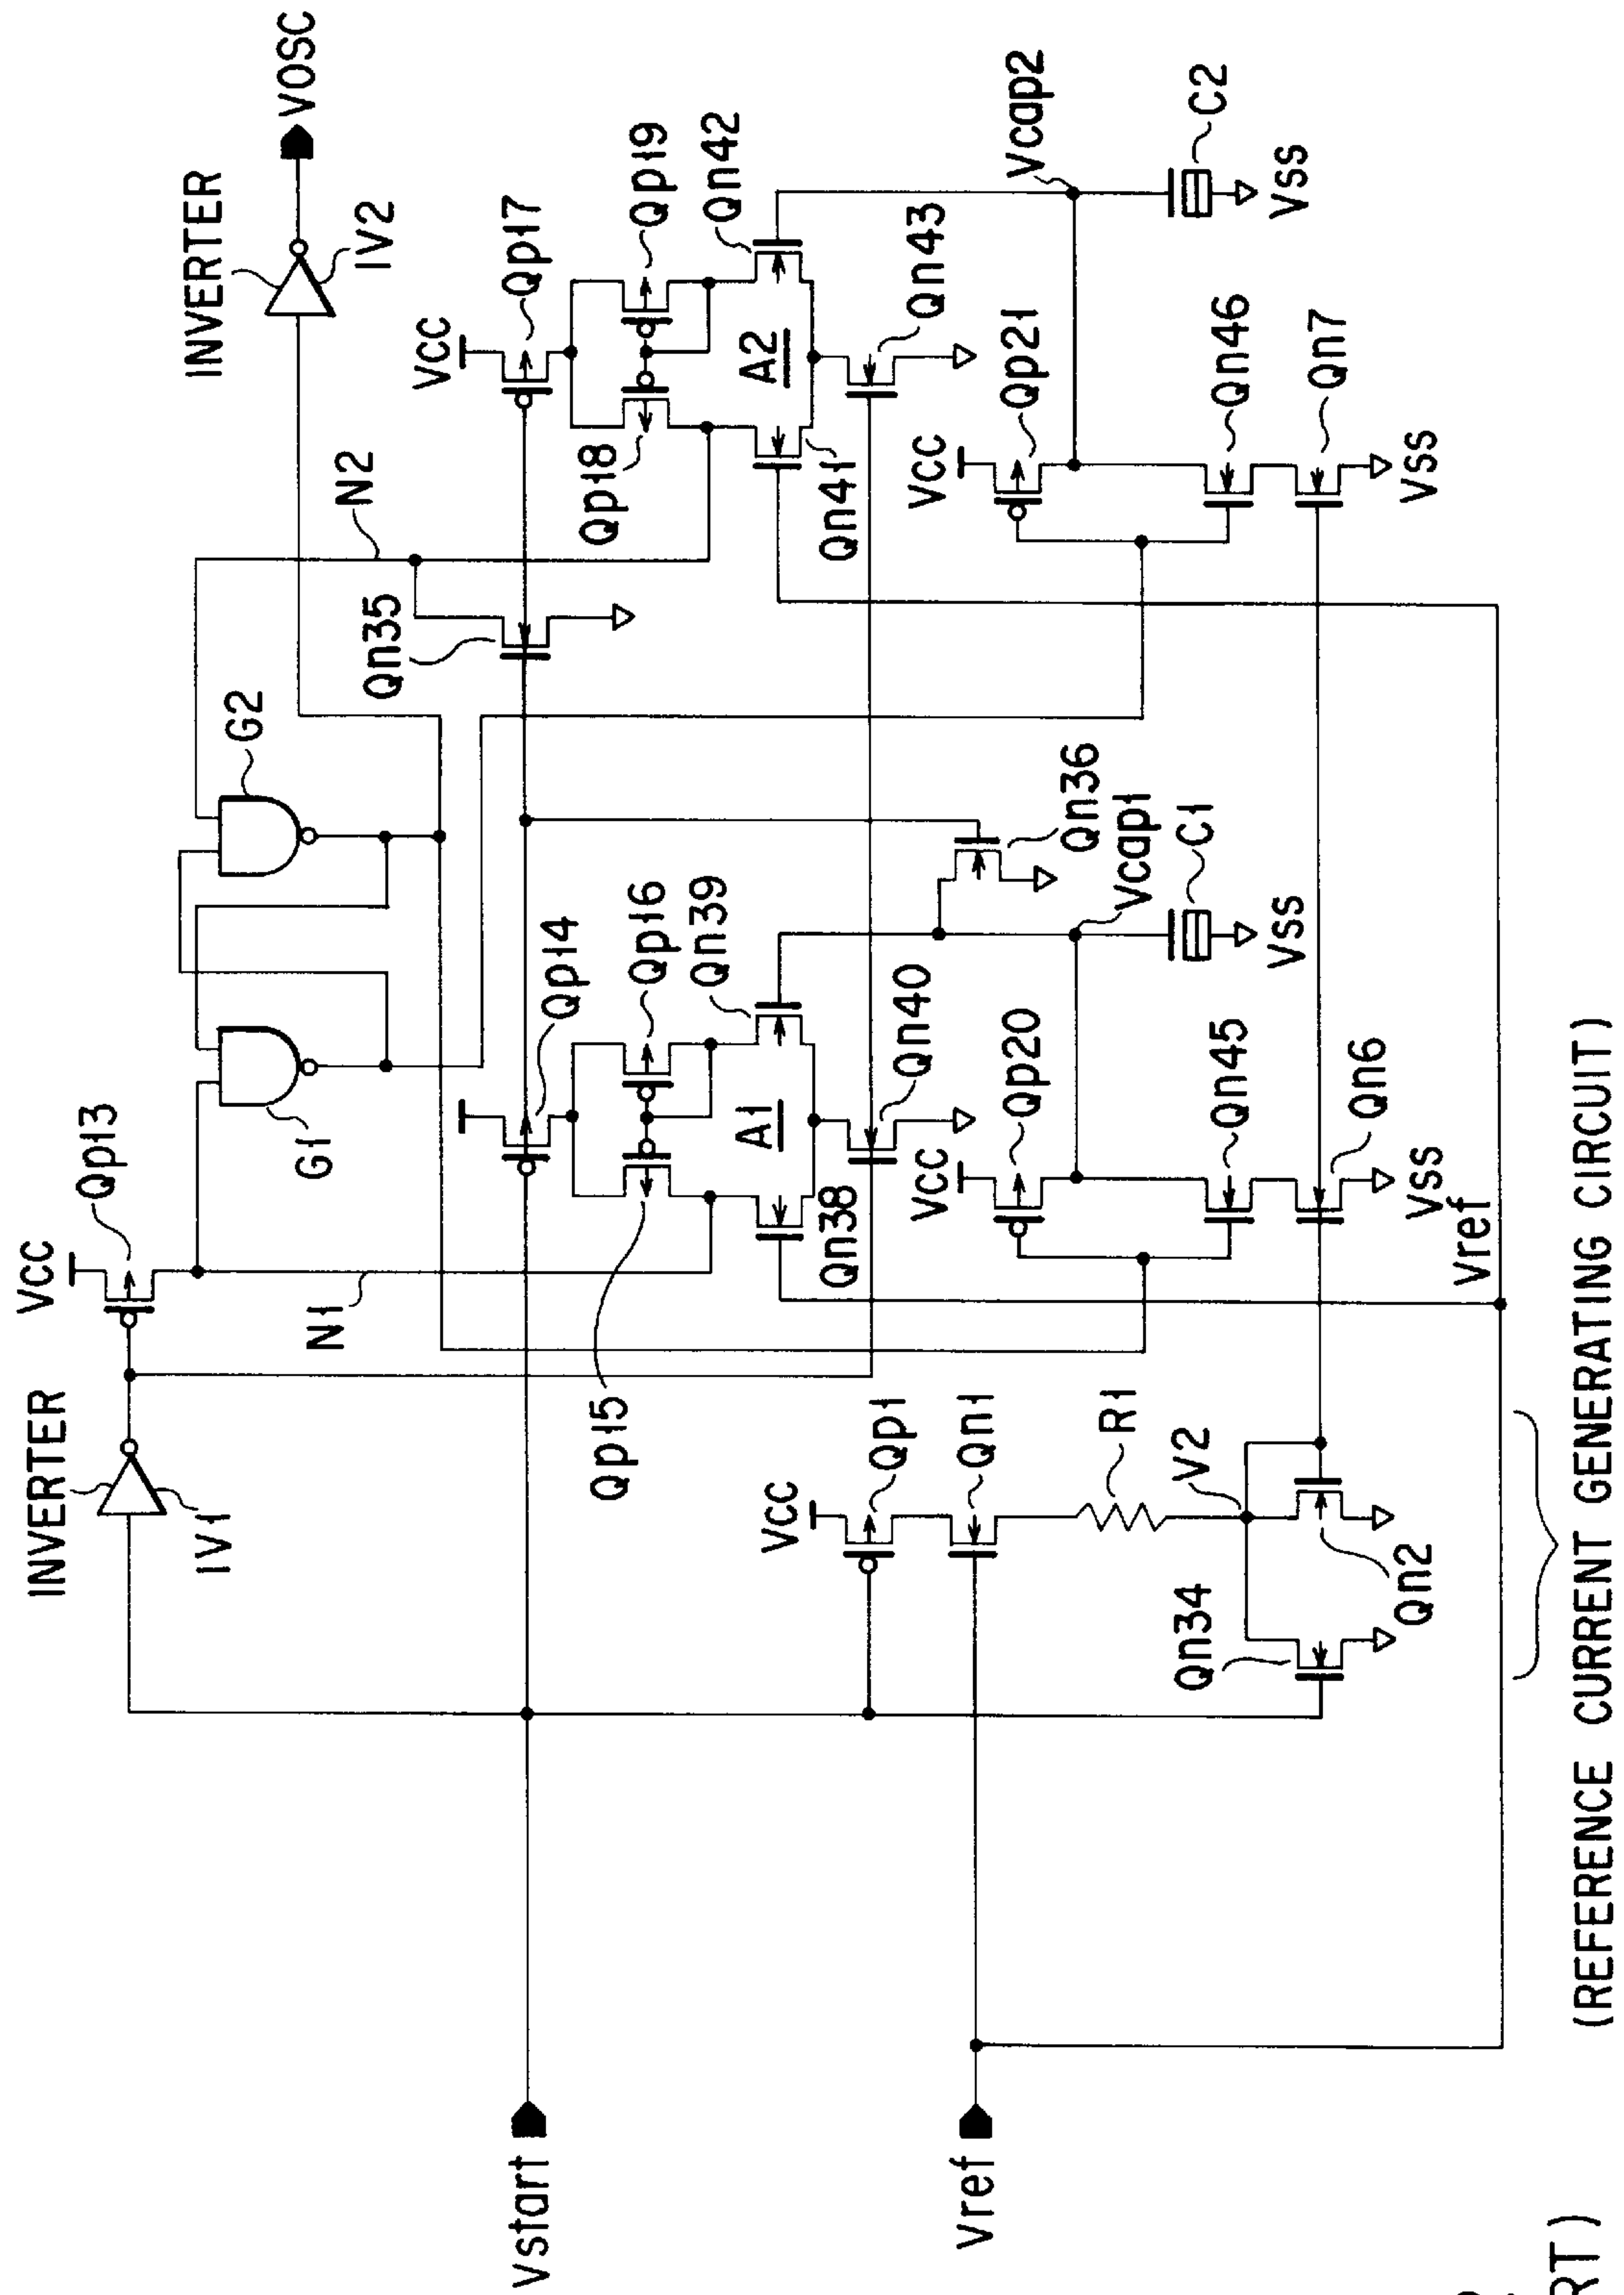 INVERTER
IV1
VCC
Qp13
G1
G2
INVERTER
IV2
VOSC
N1
N2
Vstart
Qp14
Qn35
VCC
Qp17
Qp15
Qp16
Qn39
A1
Qn38
Qn40
Qp18
Qp19
Qn42
A2
Qn41
Qn43
VCC
Qp1
Qn1
R1
V2
Qn34
Qn2
VCC
Qp20
Qn45
Qn6
Vss
Qn36
Vcap1
C1
Vss
VCC
Qp21
Qn46
Qn7
Vss
Vcap2
C2
Vss
Vref
Vref
(REFERENCE CURRENT GENERATING CIRCUIT)